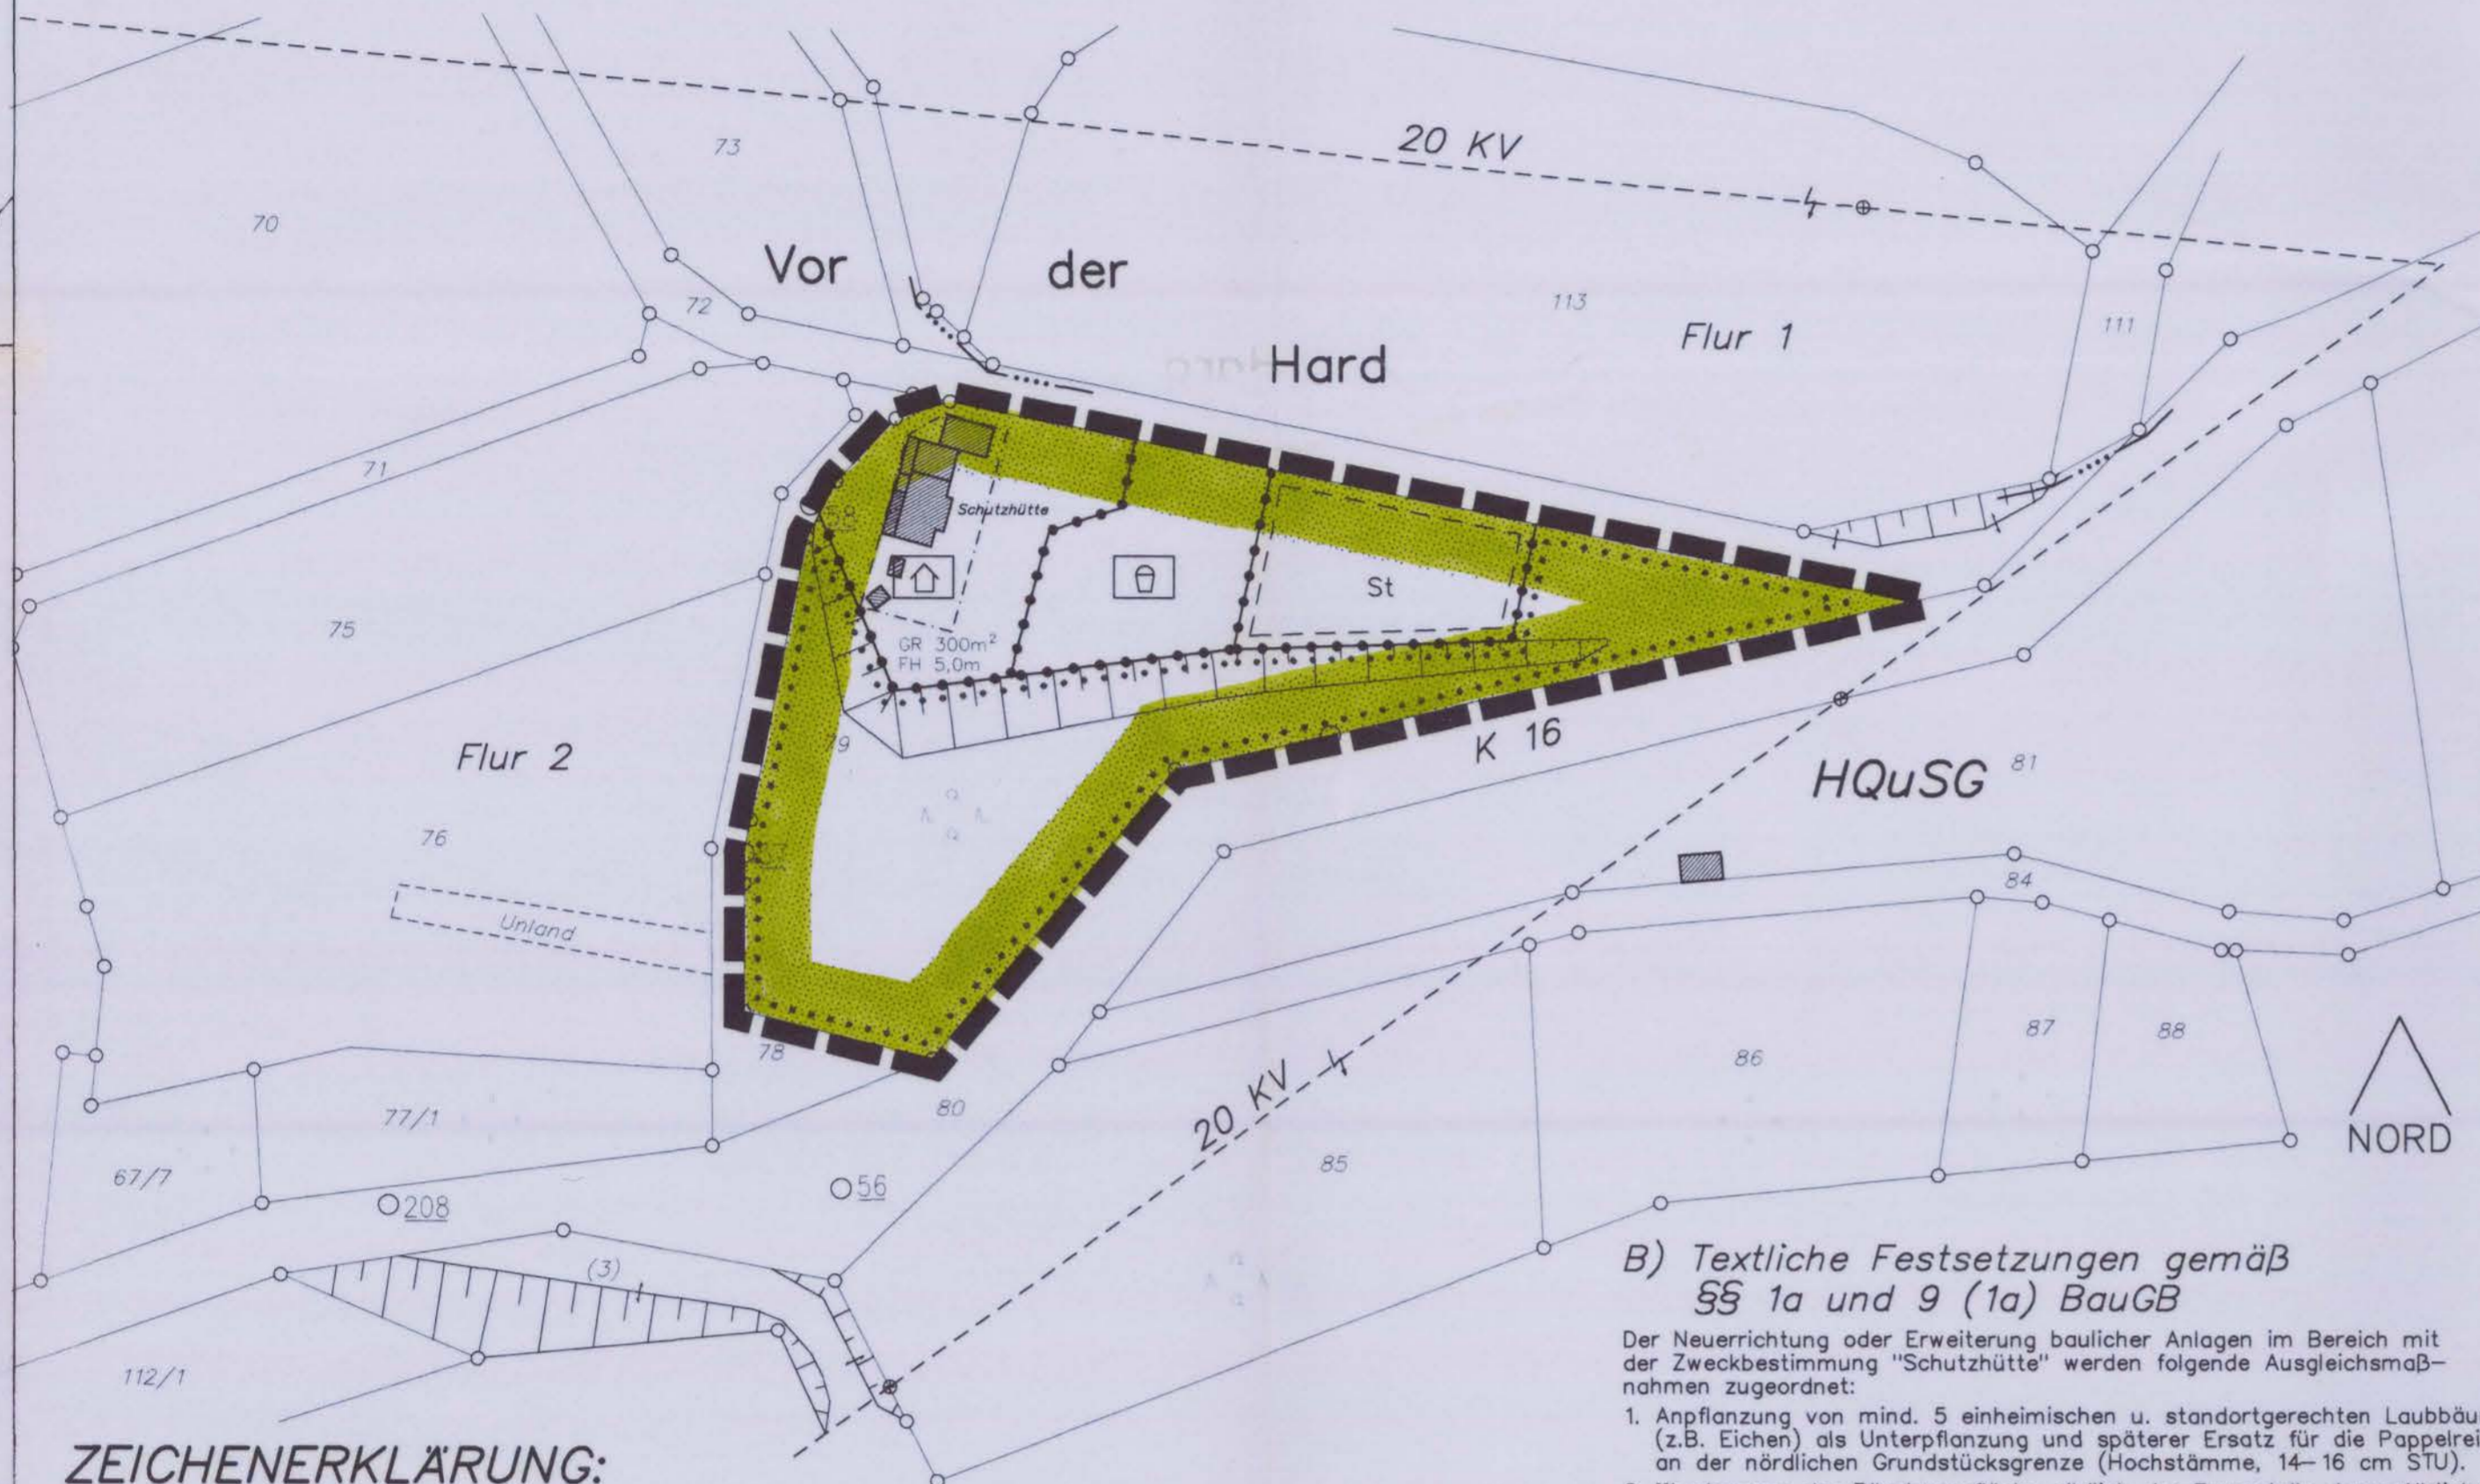 20 KV
73
70
Vor der
72
113
Flur 1
111
Hard
71
Schutzhütte
St
75
GR 300m²
FH 5,0m
Flur 2
79
K 16
HQuSG 81
76
84
Unland
87
88
78
86
NORD
77/1
80
20 KV
85
67/7
208
56
(3)
112/1
B) Textliche Festsetzungen gemäß
§§ 1a und 9 (1a) BauGB
Der Neuerrichtung oder Erweiterung baulicher Anlagen im Bereich mit
der Zweckbestimmung "Schutzhütte" werden folgende Ausgleichsmaß–
nahmen zugeordnet:
1. Anpflanzung von mind. 5 einheimischen u. standortgerechten Laubbäu
(z.B. Eichen) als Unterpflanzung und späterer Ersatz für die Pappelrei
an der nördlichen Grundstücksgrenze (Hochstämme, 14–16 cm STU).
ZEICHENERKLÄRUNG: